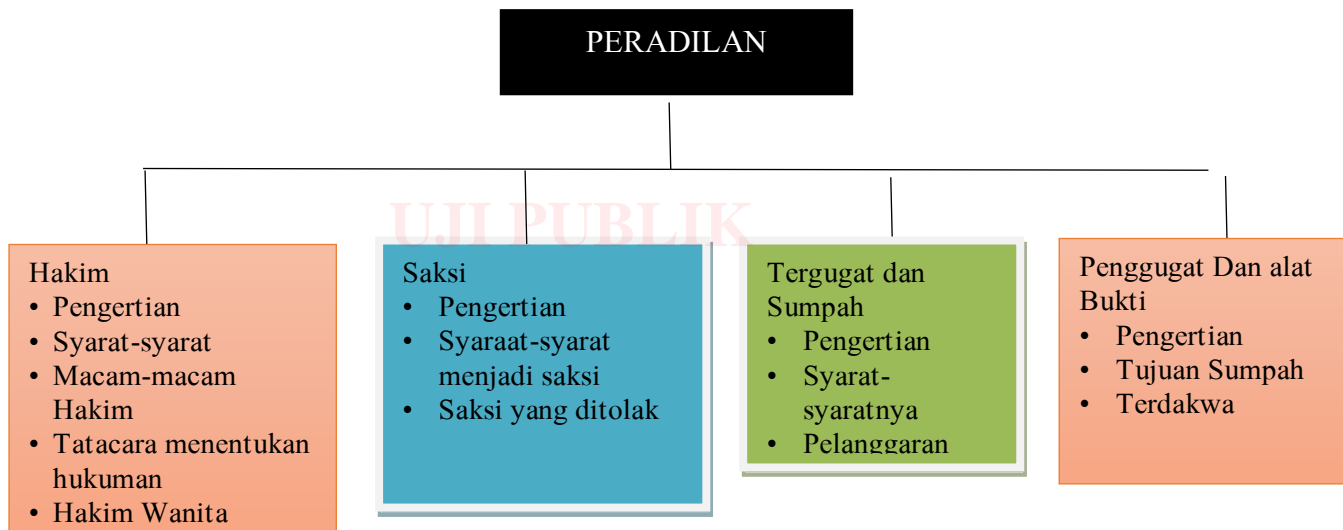 PERADILAN
UJI PUBLIK
Hakim
• Pengertian
• Syarat-syarat
• Macam-macam
Hakim
• Tatacara menentukan
hukuman
• Hakim Wanita
Saksi
• Pengertian
• Syaraat-syarat
menjadi saksi
• Saksi yang ditolak
Tergugat dan
Sumpah
• Pengertian
• Syarat-
syaratnya
• Pelanggaran
Penggugat Dan alat
Bukti
• Pengertian
• Tujuan Sumpah
• Terdakwa